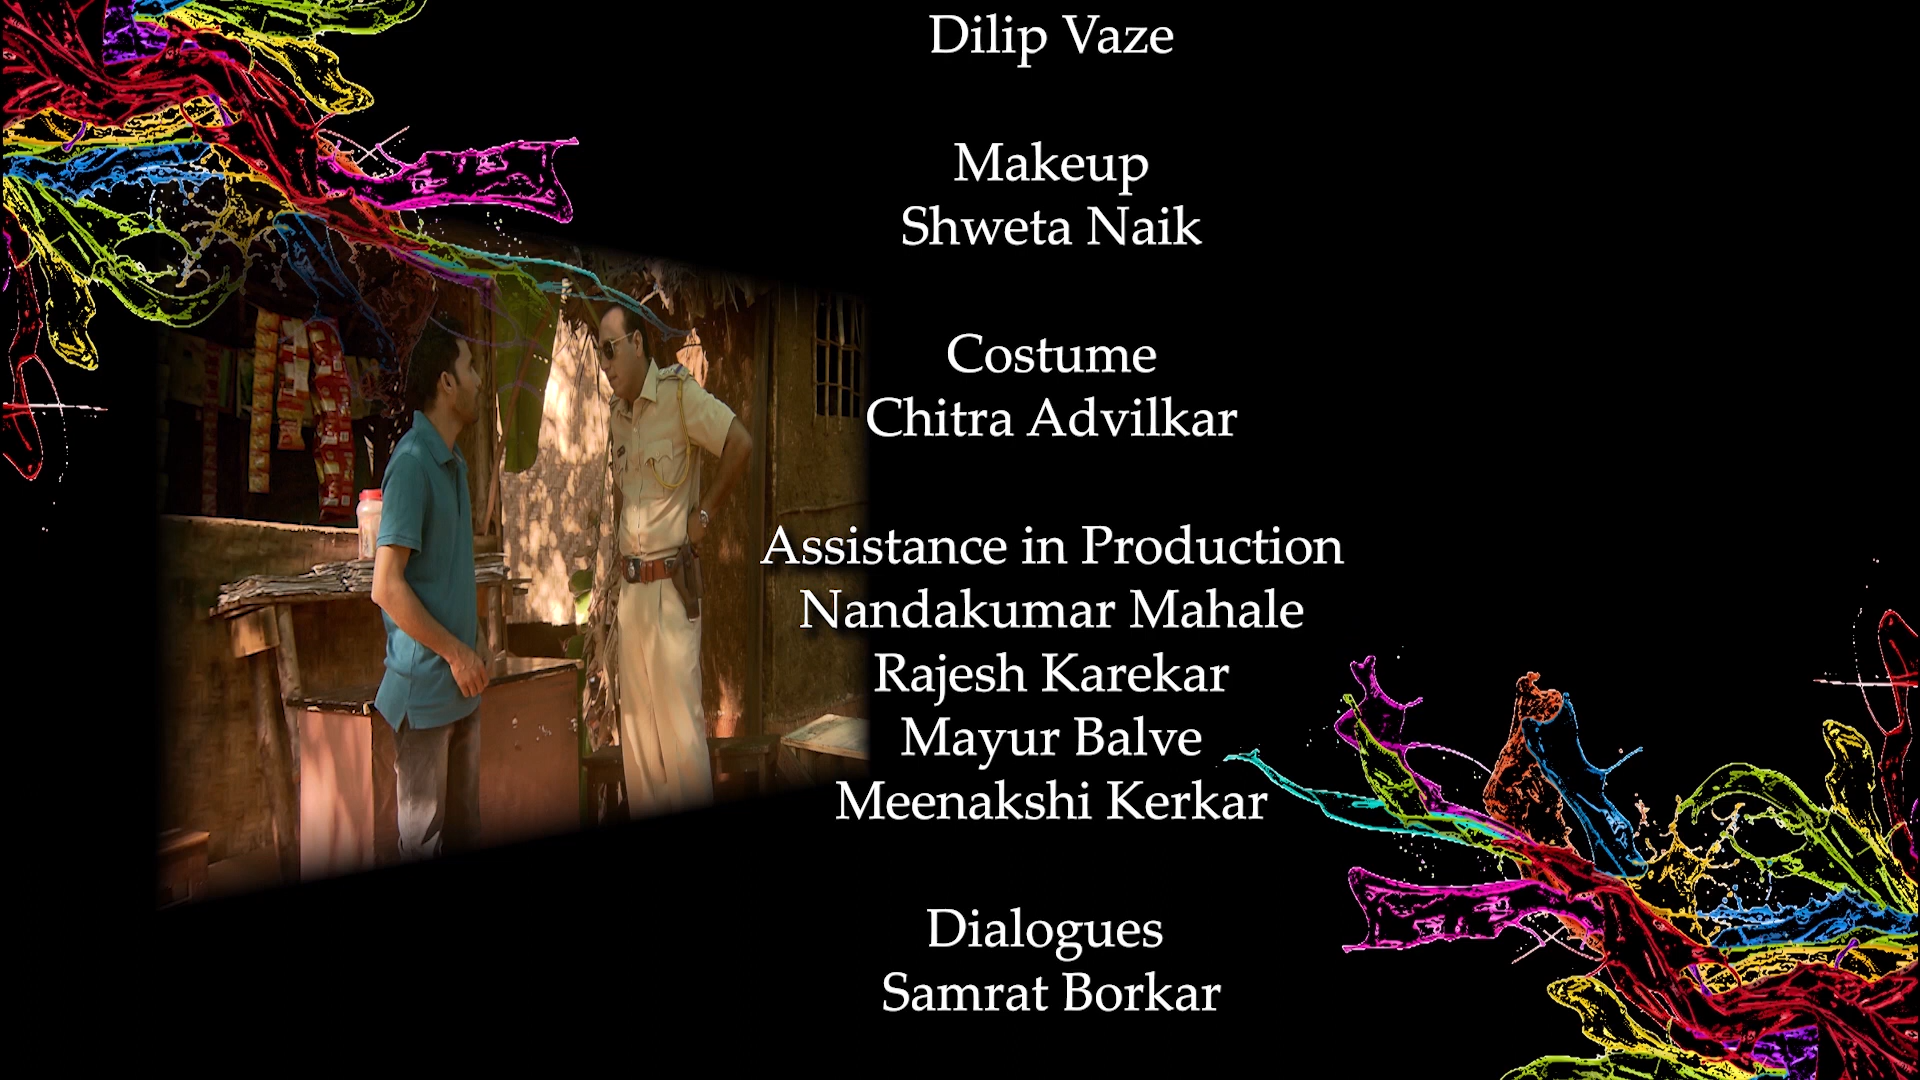 Dilip Vaze
Makeup
Shweta Naik
Costume
Chitra Advilkar
Assistance in Production
Nandakumar Mahale
Rajesh Karekar
Mayur Balve
Meenakshi Kerkar
Dialogues
Samrat Borkar